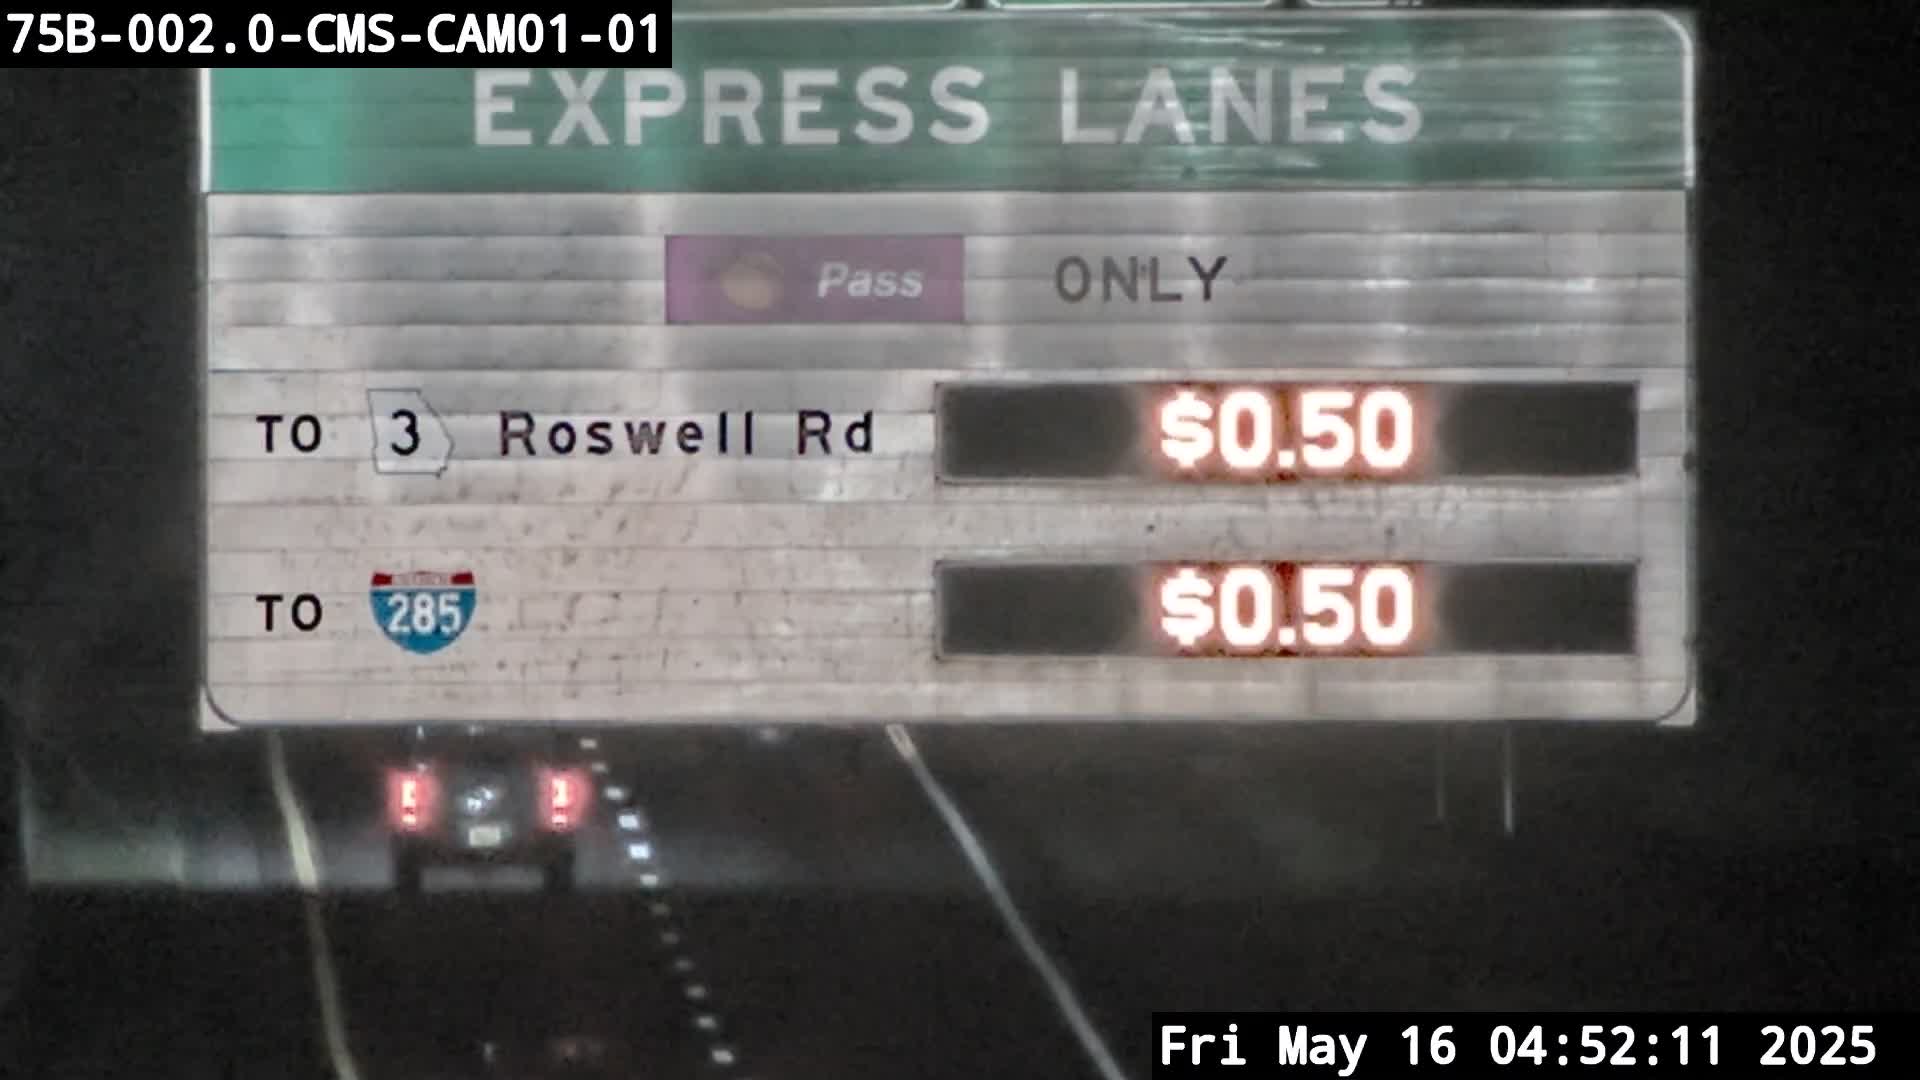 75B-002.0-CMS-CAM01-01
EXPRESS LANES
Pass ONLY
TO 3 Roswell Rd $0.50
TO 285 $0.50
Fri May 16 04:52:11 2025